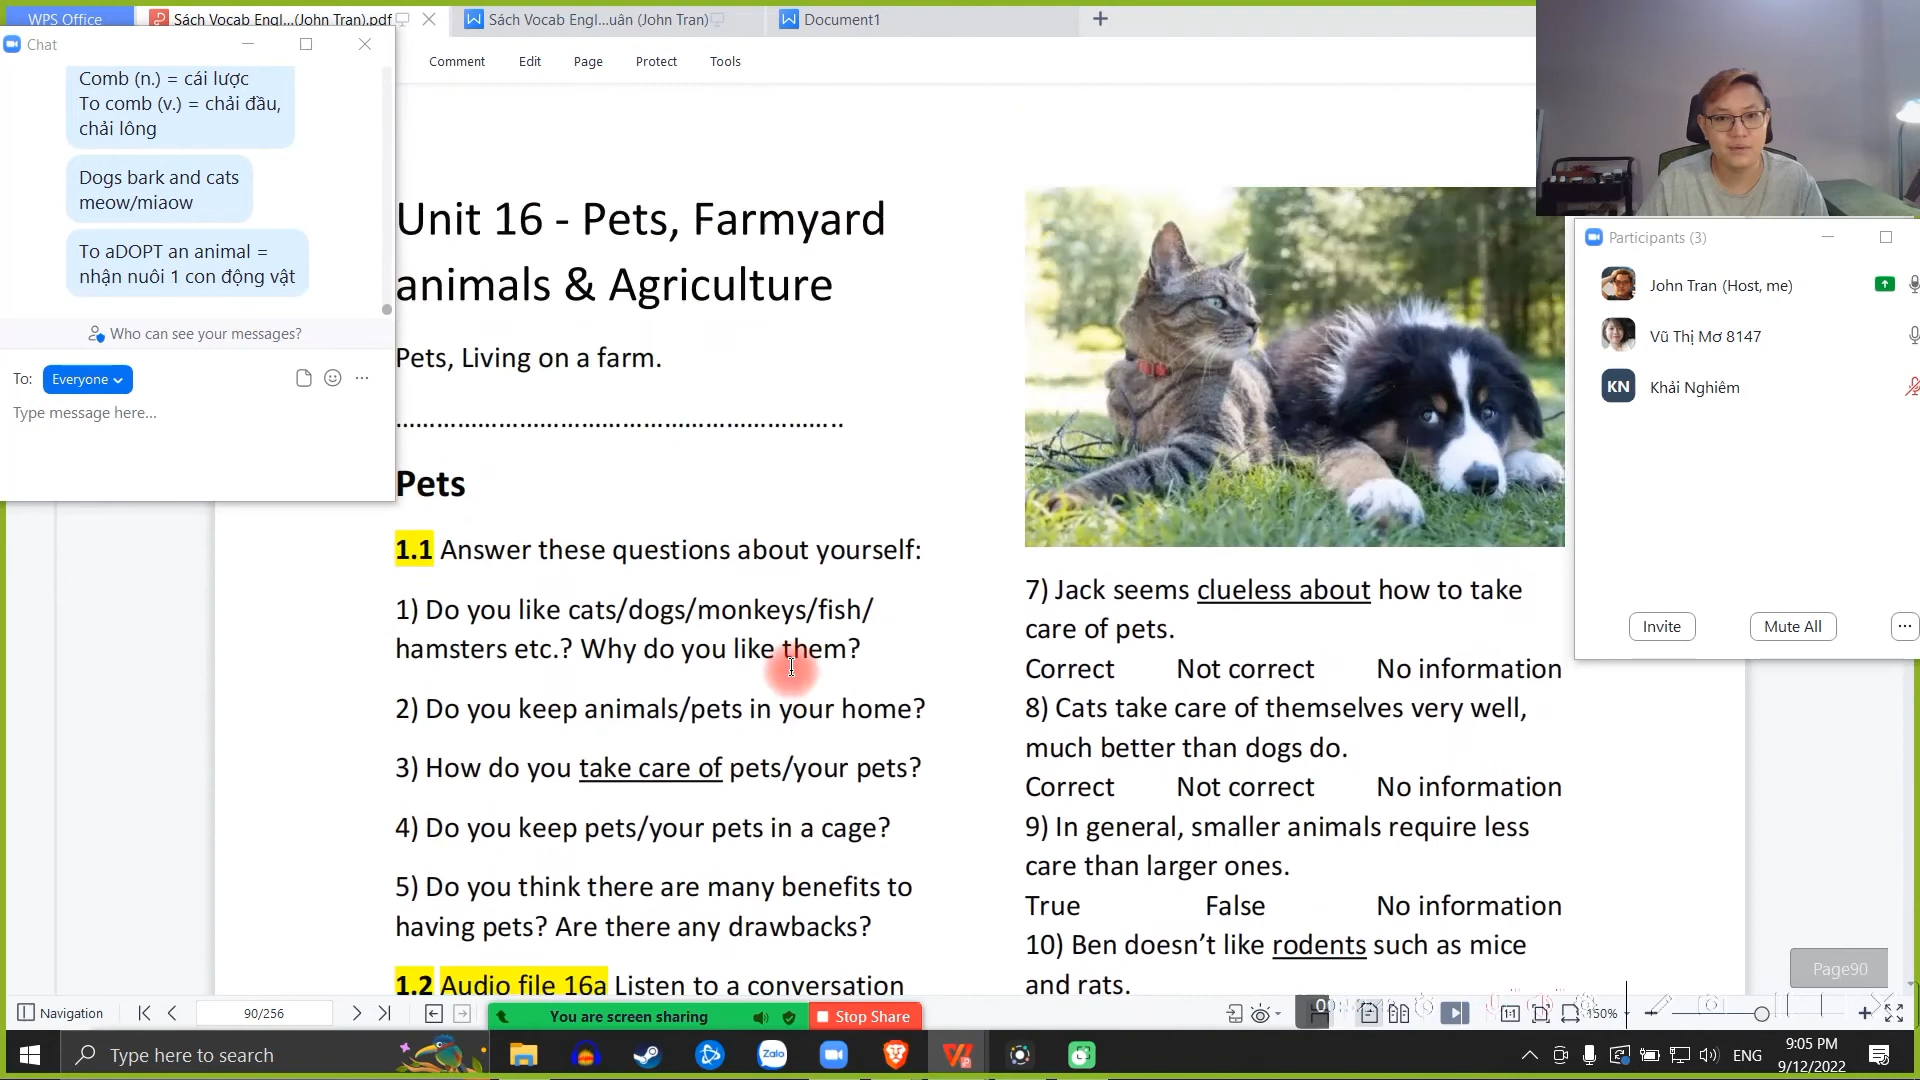 WPS Office
Sách Vocab Engl...(John Tran).pdf
Sách Vocab Engl...uân (John Tran)
Document1
Chat
Comment
Edit
Page
Protect
Tools
Comb (n.) = cái lược
To comb (v.) = chải đầu,
chải lông
Dogs bark and cats
meow/miaow
To aDOPT an animal =
nhận nuôi 1 con động vật
Who can see your messages?
To:
Everyone
Type message here...
Unit 16 - Pets, Farmyard
animals & Agriculture
Pets, Living on a farm.
Pets
1.1 Answer these questions about yourself:
1) Do you like cats/dogs/monkeys/fish/
hamsters etc.? Why do you like them?
2) Do you keep animals/pets in your home?
3) How do you take care of pets/your pets?
4) Do you keep pets/your pets in a cage?
5) Do you think there are many benefits to
having pets? Are there any drawbacks?
1.2 Audio file 16a Listen to a conversation
7) Jack seems clueless about how to take
care of pets.
Correct Not correct No information
8) Cats take care of themselves very well,
much better than dogs do.
Correct Not correct No information
9) In general, smaller animals require less
care than larger ones.
True False No information
10) Ben doesn't like rodents such as mice
and rats.
Participants (3)
John Tran (Host, me)
Vũ Thị Mơ 8147
KN
Khải Nghiêm
Invite
Mute All
Page90
Navigation
90/256
You are screen sharing
Stop Share
1:1
150%
Type here to search
Zalo
ENG
9:05 PM
9/12/2022